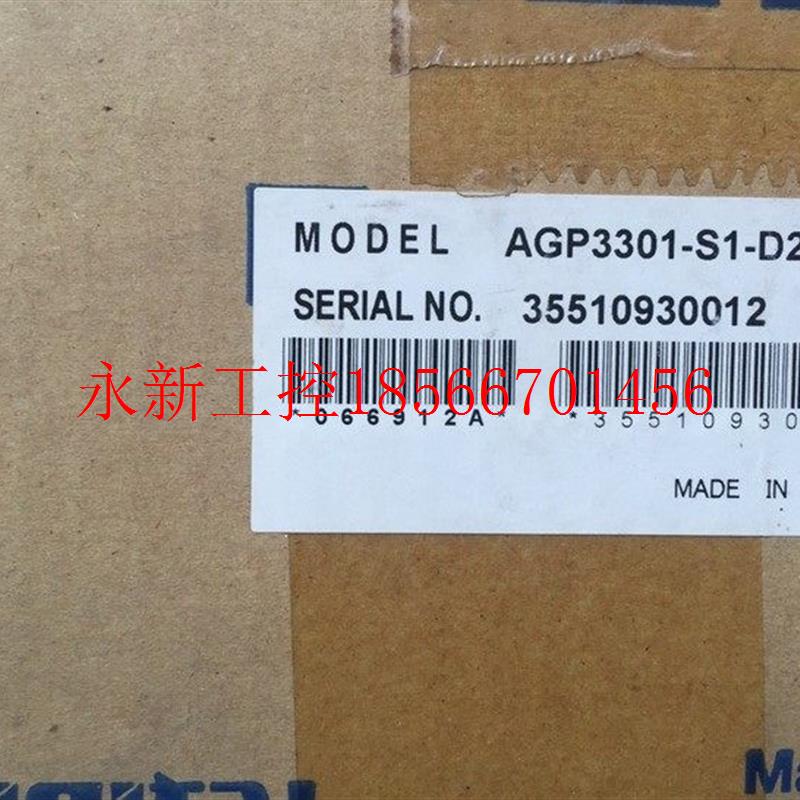 MODEL AGP3301-S1-D2
SERIAL NO. 35510930012
永新工控18566701456
*066912A* *35510930
MADE IN
Ma